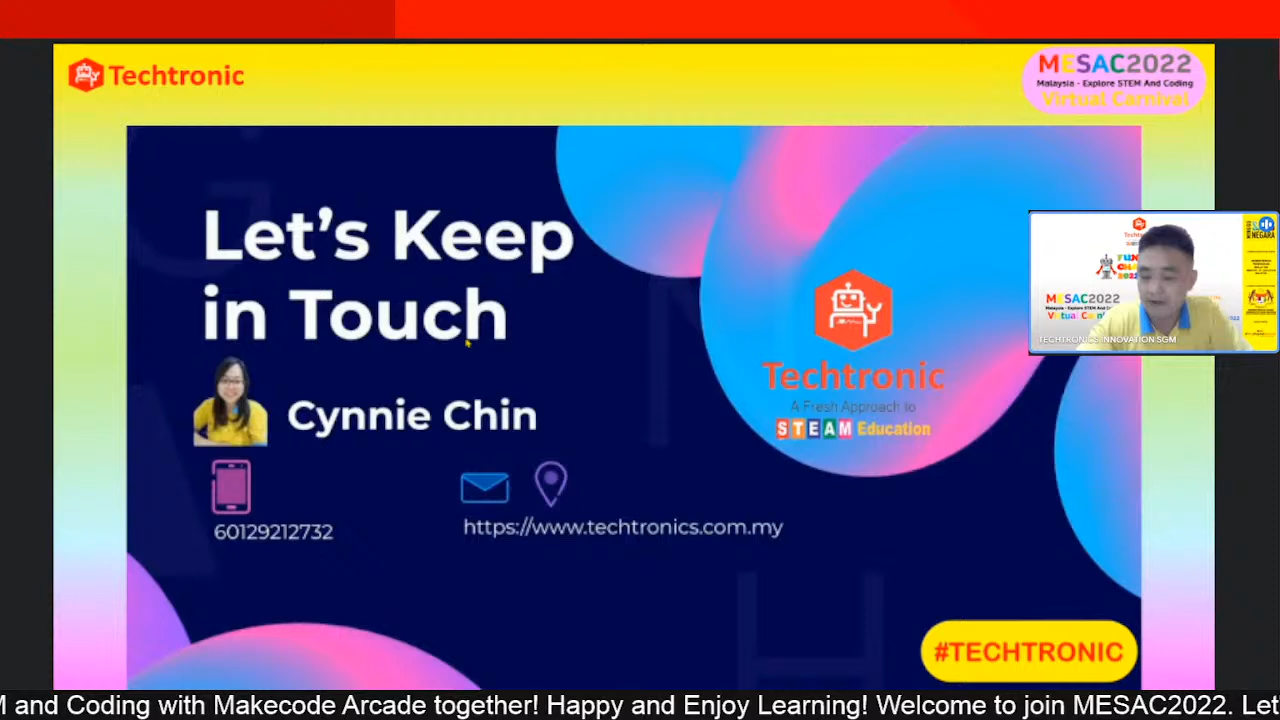 Techtronic
MESAC2022
Malaysia - Explore STEM And Coding
Virtual Carnival
Let's Keep
in Touch
Cynnie Chin
60129212732
https://www.techtronics.com.my
Techtronic
A Fresh Approach to
STEAM Education
#TECHTRONIC
MESAC2022
NEGARA
TECHTRONICS INNOVATION SGM
M and Coding with Makecode Arcade together! Happy and Enjoy Learning! Welcome to join MESAC2022. Let